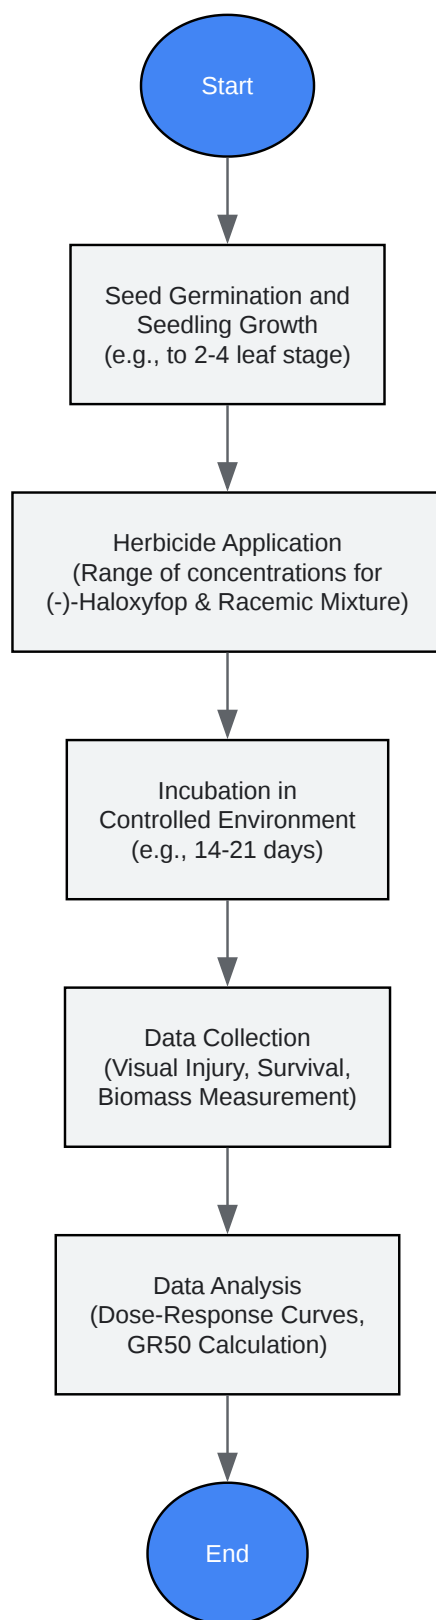 Start
Seed Germination and
Seedling Growth
(e.g., to 2-4 leaf stage)
Herbicide Application
(Range of concentrations for
(-)-Haloxyfop & Racemic Mixture)
Incubation in
Controlled Environment
(e.g., 14-21 days)
Data Collection
(Visual Injury, Survival,
Biomass Measurement)
Data Analysis
(Dose-Response Curves,
GR50 Calculation)
End